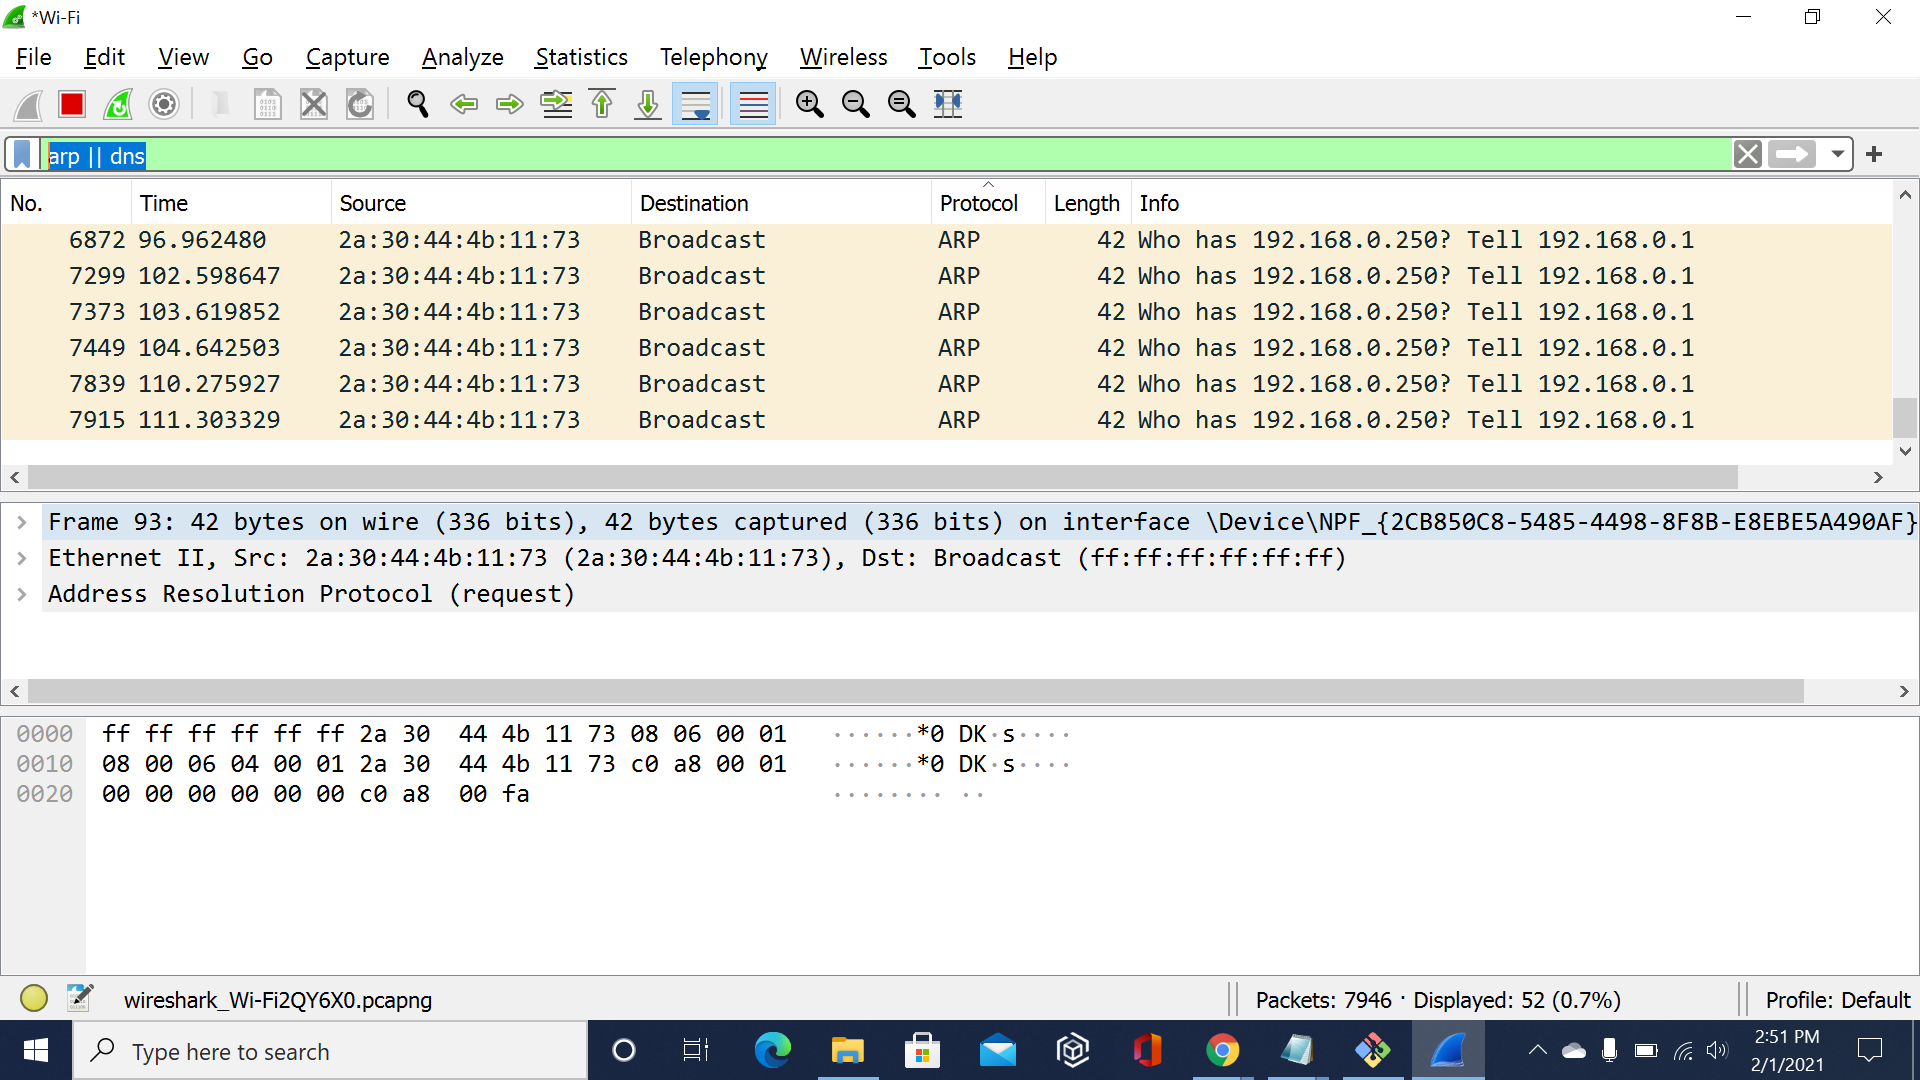 *Wi-Fi
File Edit View Go Capture Analyze Statistics Telephony Wireless Tools Help
arp || dns
No. Time Source Destination Protocol Length Info
6872 96.962480 2a:30:44:4b:11:73 Broadcast ARP 42 Who has 192.168.0.250? Tell 192.168.0.1
7299 102.598647 2a:30:44:4b:11:73 Broadcast ARP 42 Who has 192.168.0.250? Tell 192.168.0.1
7373 103.619852 2a:30:44:4b:11:73 Broadcast ARP 42 Who has 192.168.0.250? Tell 192.168.0.1
7449 104.642503 2a:30:44:4b:11:73 Broadcast ARP 42 Who has 192.168.0.250? Tell 192.168.0.1
7839 110.275927 2a:30:44:4b:11:73 Broadcast ARP 42 Who has 192.168.0.250? Tell 192.168.0.1
7915 111.303329 2a:30:44:4b:11:73 Broadcast ARP 42 Who has 192.168.0.250? Tell 192.168.0.1
Frame 93: 42 bytes on wire (336 bits), 42 bytes captured (336 bits) on interface \Device\NPF_{2CB850C8-5485-4498-8F8B-E8EBE5A490AF}
Ethernet II, Src: 2a:30:44:4b:11:73 (2a:30:44:4b:11:73), Dst: Broadcast (ff:ff:ff:ff:ff:ff)
Address Resolution Protocol (request)
0000 ff ff ff ff ff ff 2a 30 44 4b 11 73 08 06 00 01 ······*0 DK·s····
0010 08 00 06 04 00 01 2a 30 44 4b 11 73 c0 a8 00 01 ······*0 DK·s····
0020 00 00 00 00 00 00 c0 a8 00 fa ········ ··
wireshark_Wi-Fi2QY6X0.pcapng Packets: 7946 · Displayed: 52 (0.7%) Profile: Default
Type here to search
2:51 PM
2/1/2021